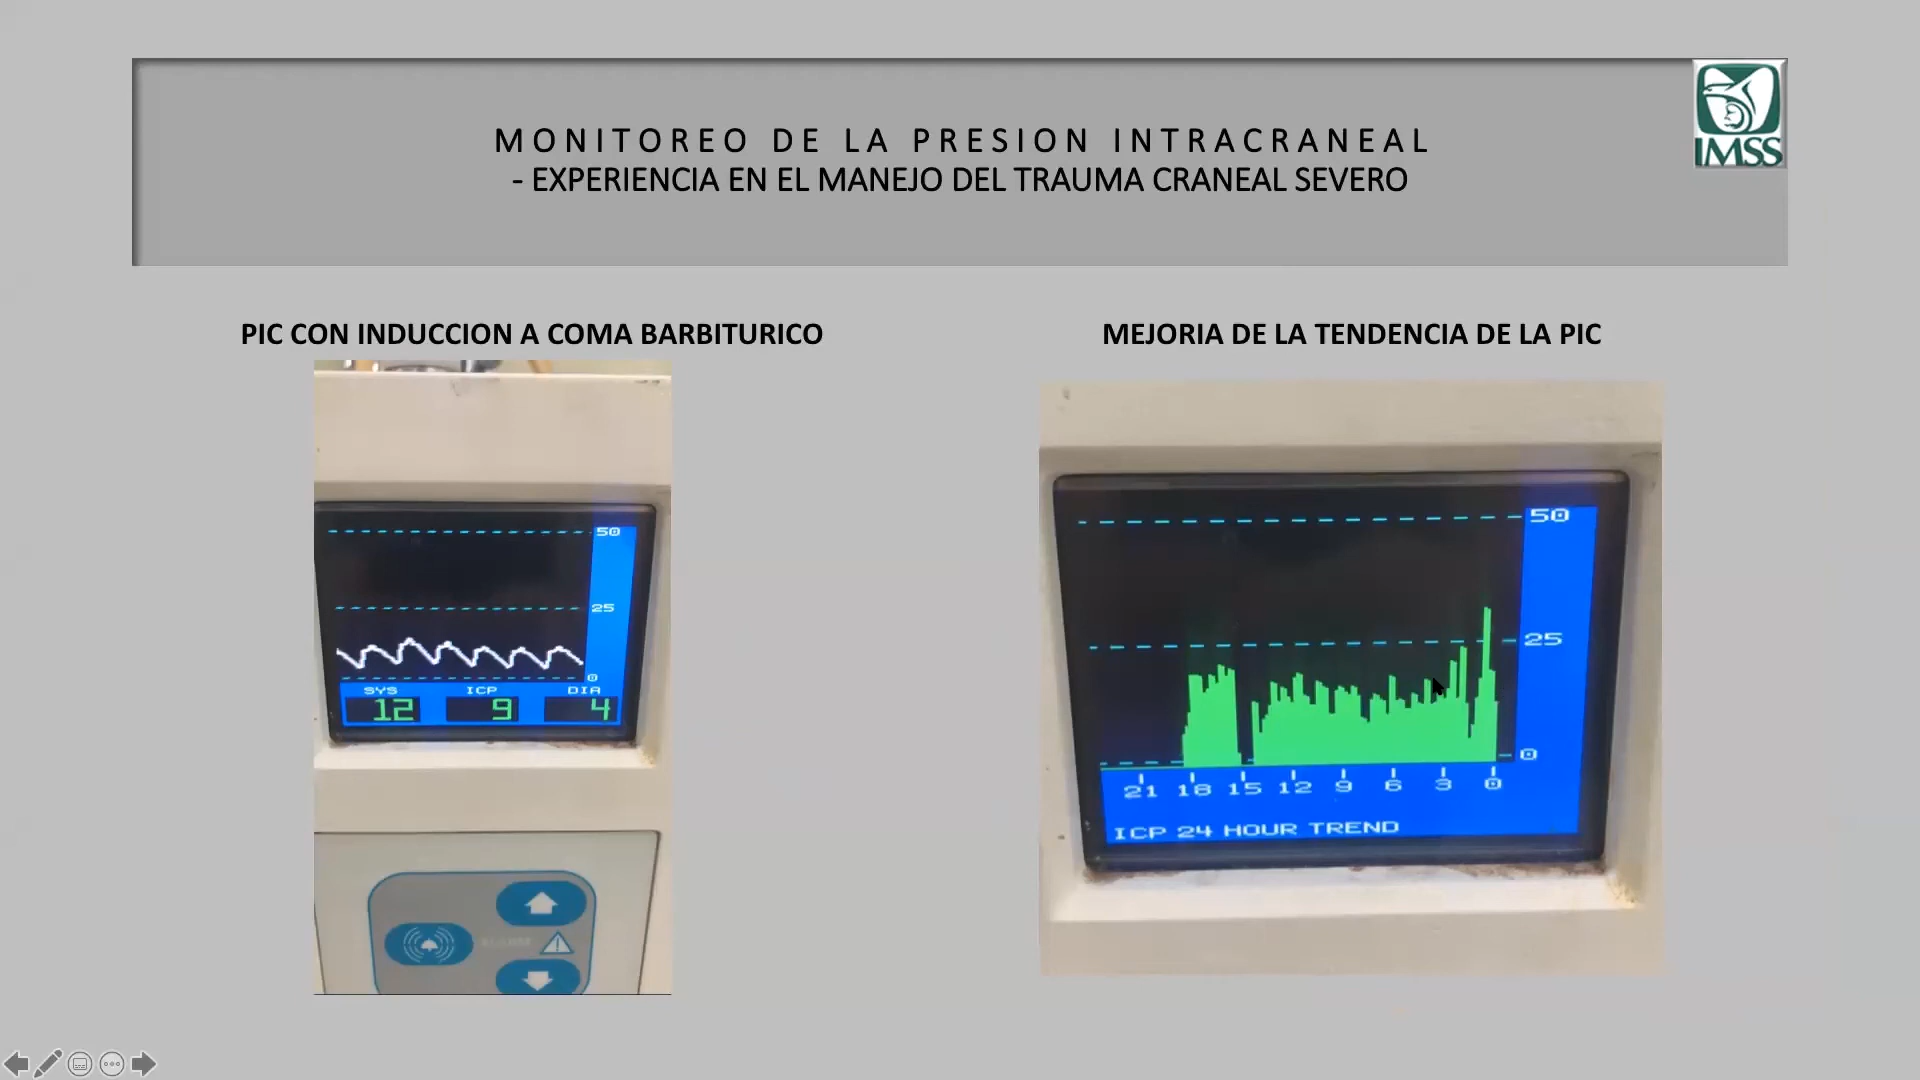 MONITOREO DE LA PRESION INTRACRANEAL
- EXPERIENCIA EN EL MANEJO DEL TRAUMA CRANEAL SEVERO
IMSS
PIC CON INDUCCION A COMA BARBITURICO
50
25
0
SYS ICP DIA
12 9 4
ALARM
MEJORIA DE LA TENDENCIA DE LA PIC
50
25
0
21 18 15 12 9 6 3 0
ICP 24 HOUR TREND